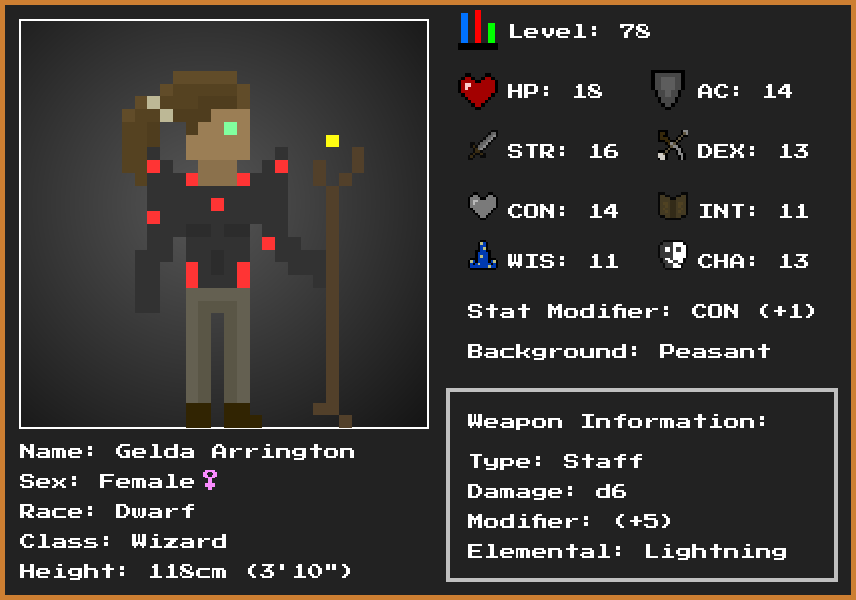 Level: 78
HP: 18 AC: 14
STR: 16 DEX: 13
CON: 14 INT: 11
WIS: 11 CHA: 13
Stat Modifier: CON (+1)
Background: Peasant
Weapon Information:
Type: Staff
Damage: d6
Modifier: (+5)
Elemental: Lightning
Name: Gelda Arrington
Sex: Female♀
Race: Dwarf
Class: Wizard
Height: 118cm (3'10")